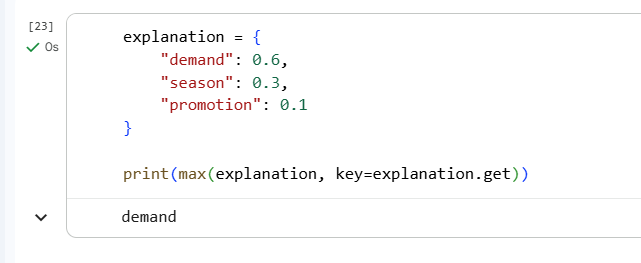 [23]
0s
explanation = {
    "demand": 0.6,
    "season": 0.3,
    "promotion": 0.1
}
print(max(explanation, key=explanation.get))
demand